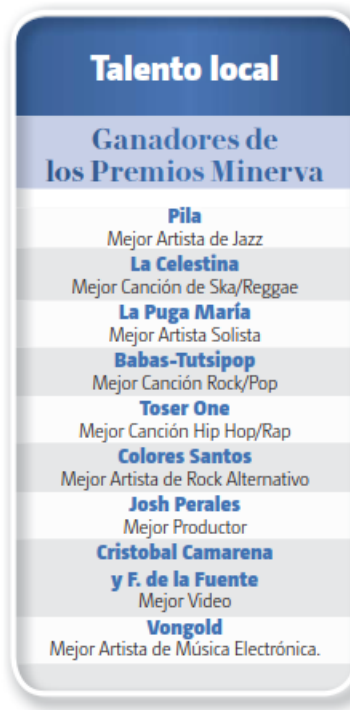 Talento local
Ganadores de
los Premios Minerva
Pila
Mejor Artista de Jazz
La Celestina
Mejor Canción de Ska/Reggae
La Puga María
Mejor Artista Solista
Babas-Tutsipop
Mejor Canción Rock/Pop
Toser One
Mejor Canción Hip Hop/Rap
Colores Santos
Mejor Artista de Rock Alternativo
Josh Perales
Mejor Productor
Cristobal Camarena
y F. de la Fuente
Mejor Video
Vongold
Mejor Artista de Música Electrónica.